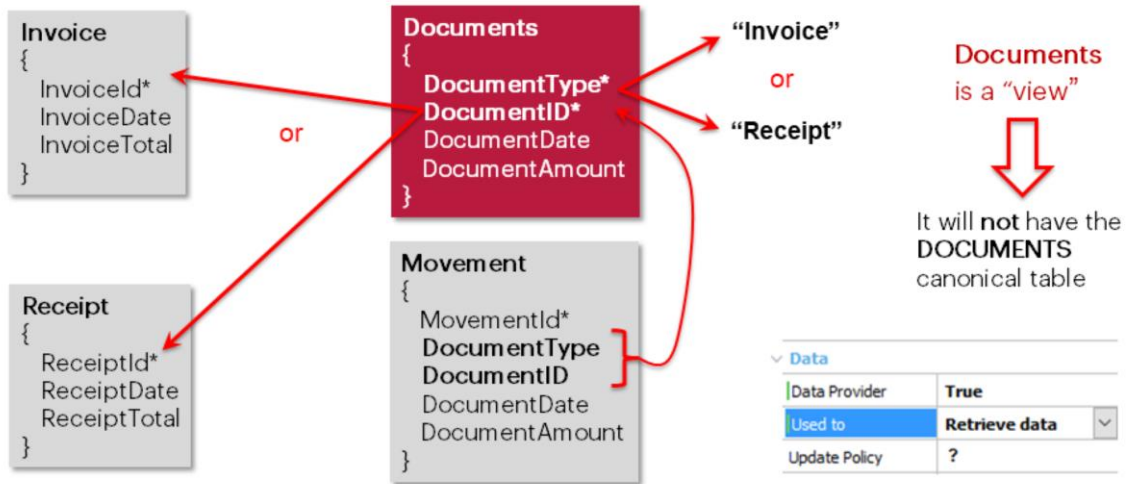 Invoice
{
InvoiceId*
InvoiceDate
InvoiceTotal
}
or
Documents
{
DocumentType*
DocumentID*
DocumentDate
DocumentAmount
}
“Invoice”
or
“Receipt”
Documents
is a “view”
It will not have the
DOCUMENTS
canonical table
Receipt
{
ReceiptId*
ReceiptDate
ReceiptTotal
}
Movement
{
MovementId*
DocumentType
DocumentID
DocumentDate
DocumentAmount
}
Data
Data Provider True
Used to Retrieve data
Update Policy ?